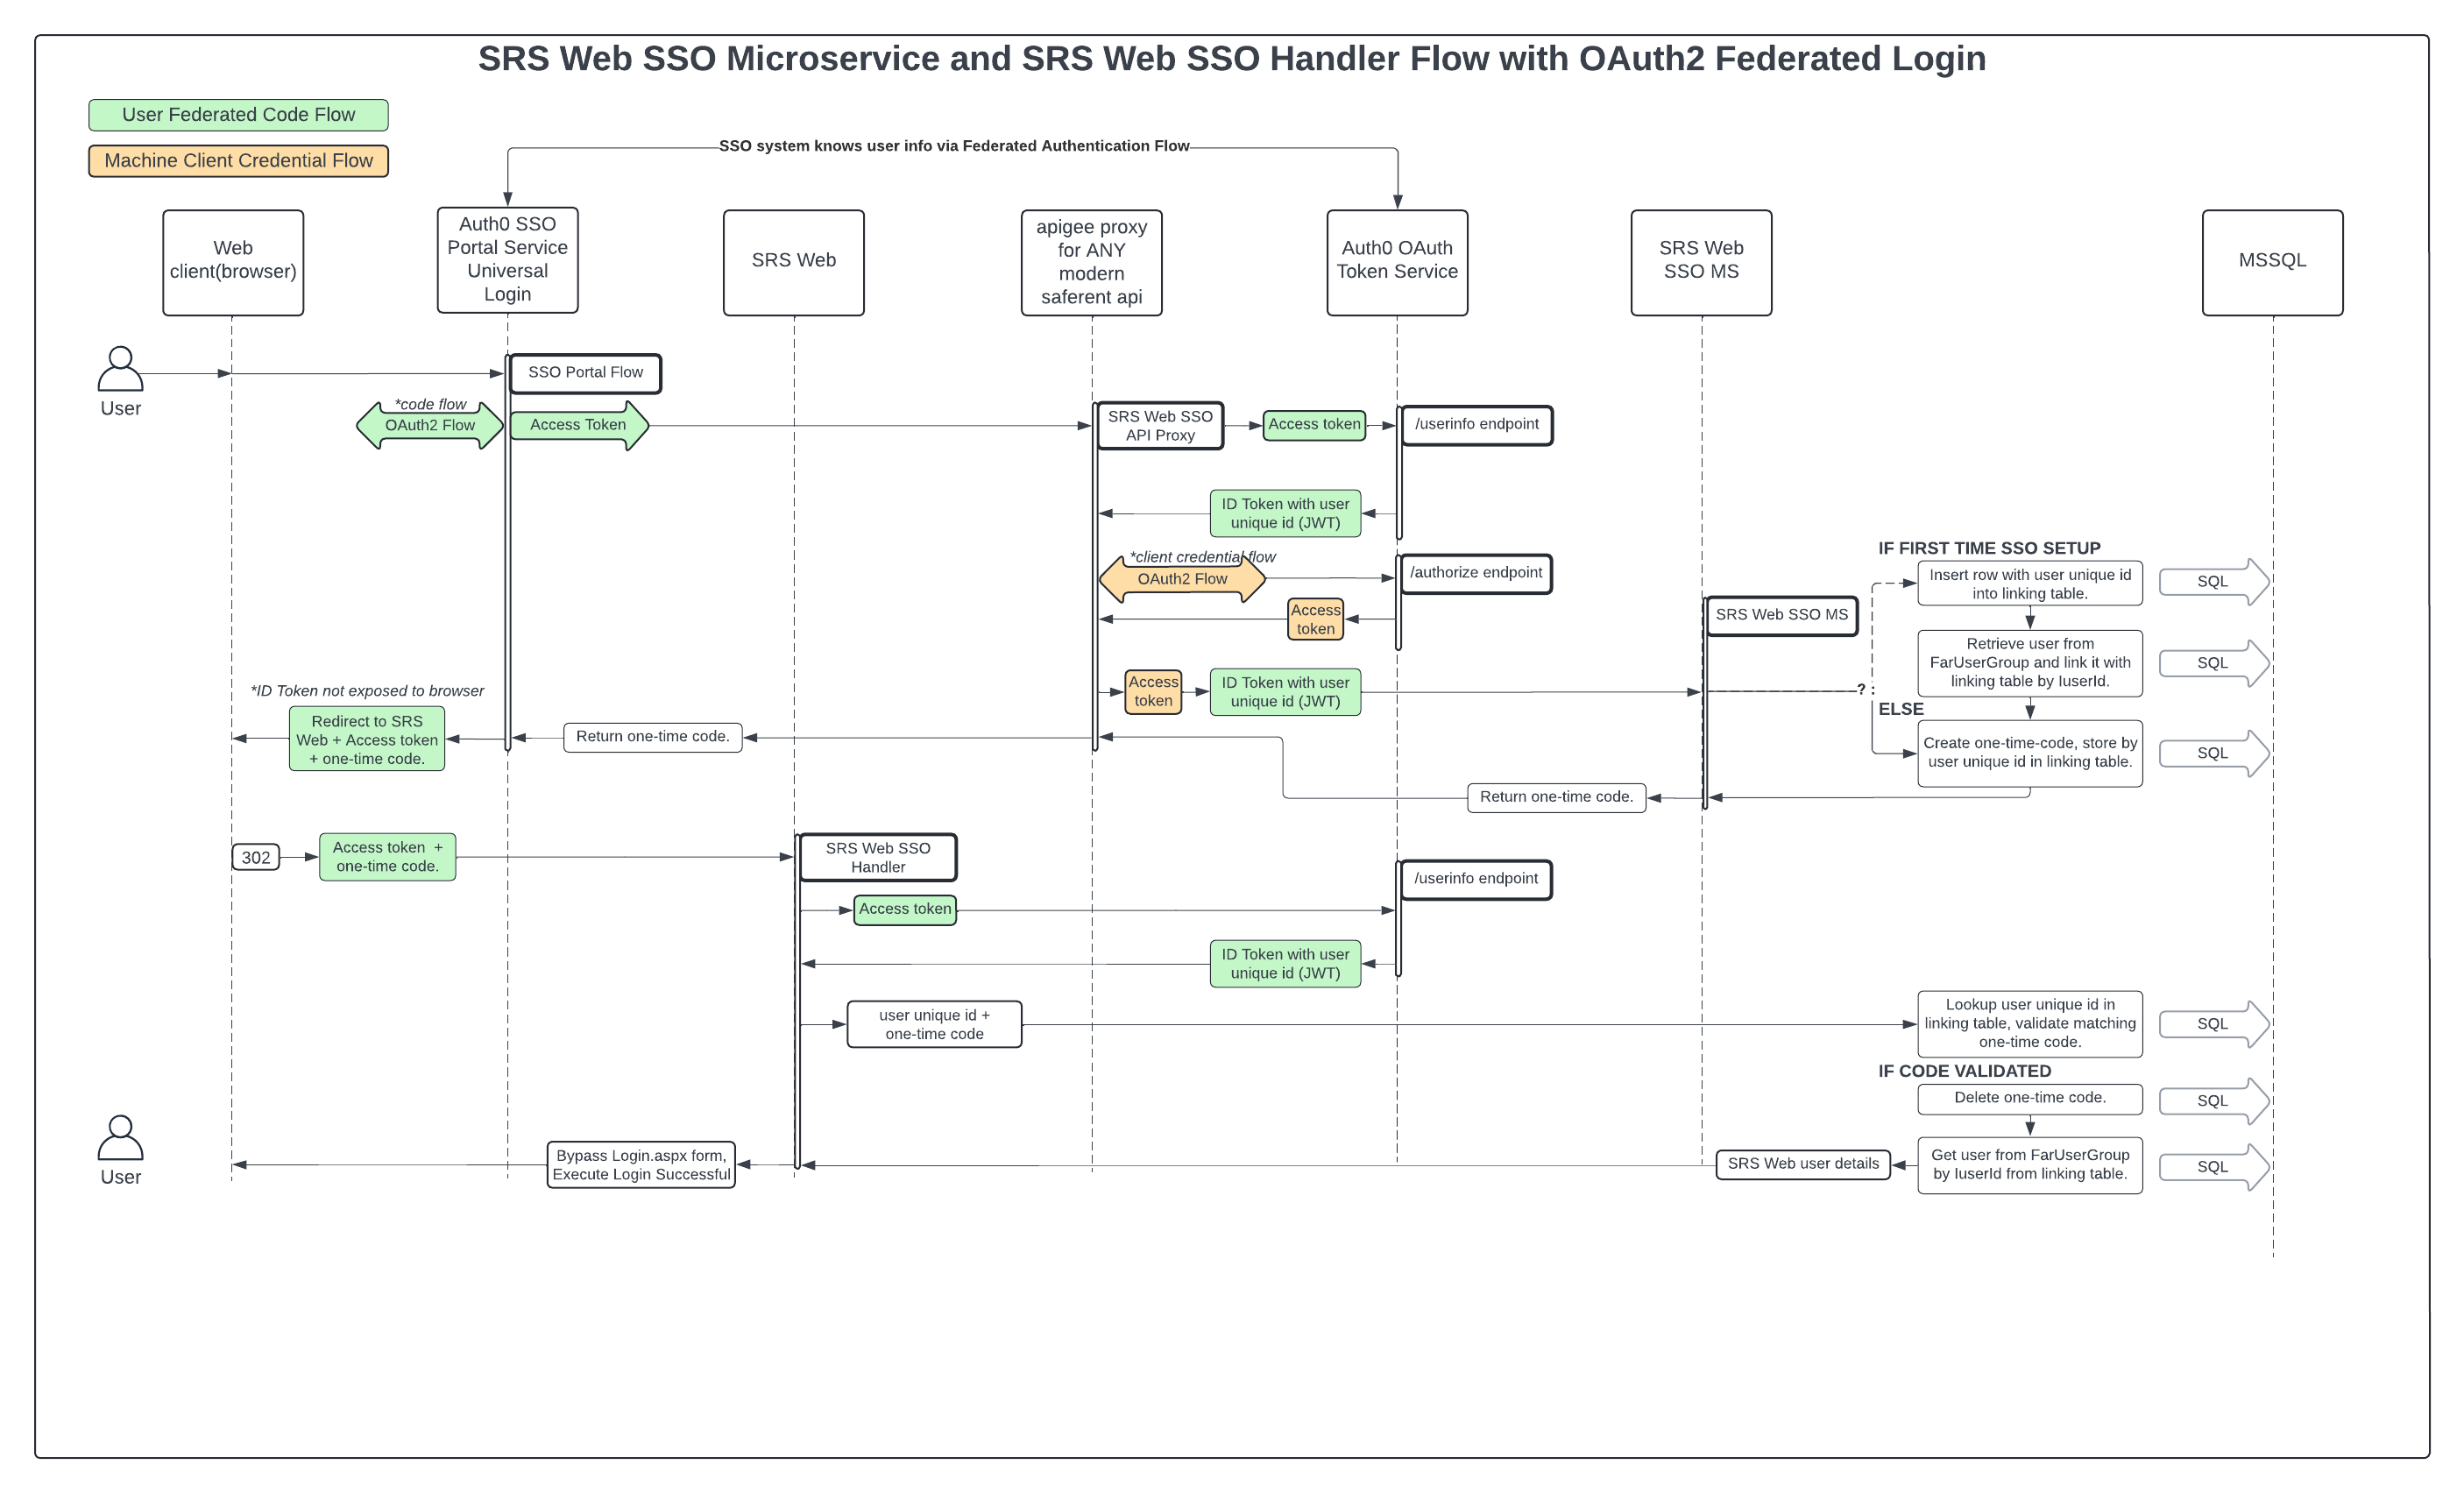 SRS Web SSO Microservice and SRS Web SSO Handler Flow with OAuth2 Federated Login
User Federated Code Flow
Machine Client Credential Flow
SSO system knows user info via Federated Authentication Flow
Web
client(browser)
Auth0 SSO
Portal Service
Universal
Login
SRS Web
apigee proxy
for ANY
modern
saferent api
Auth0 OAuth
Token Service
SRS Web
SSO MS
MSSQL
User
SSO Portal Flow
*code flow
OAuth2 Flow
Access Token
SRS Web SSO
API Proxy
Access token
/userinfo endpoint
ID Token with user
unique id (JWT)
*client credential flow
OAuth2 Flow
/authorize endpoint
Access
token
IF FIRST TIME SSO SETUP
Insert row with user unique id
into linking table.
SQL
SRS Web SSO MS
Retrieve user from
FarUserGroup and link it with
linking table by IuserId.
SQL
Access
token
ID Token with user
unique id (JWT)
? :
ELSE
Create one-time-code, store by
user unique id in linking table.
SQL
*ID Token not exposed to browser
Redirect to SRS
Web + Access token
+ one-time code.
Return one-time code.
Return one-time code.
302
Access token +
one-time code.
SRS Web SSO
Handler
/userinfo endpoint
Access token
ID Token with user
unique id (JWT)
user unique id +
one-time code
Lookup user unique id in
linking table, validate matching
one-time code.
SQL
IF CODE VALIDATED
Delete one-time code.
SQL
User
Bypass Login.aspx form,
Execute Login Successful
SRS Web user details
Get user from FarUserGroup
by IuserId from linking table.
SQL